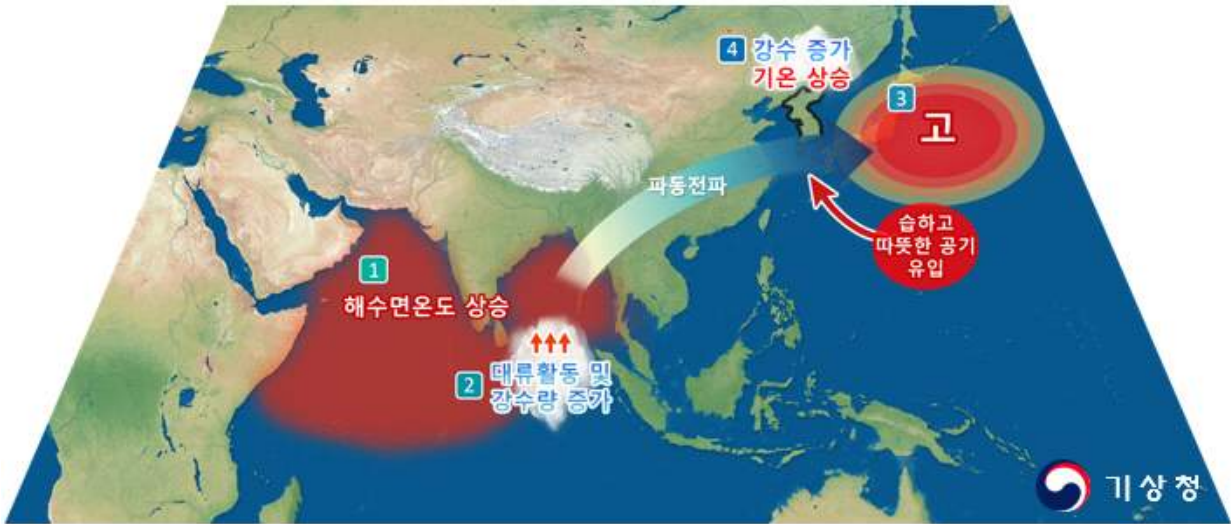 1
해수면온도 상승
2
대류활동 및
강수량 증가
파동전파
3
고
4
강수 증가
기온 상승
습하고
따뜻한 공기
유입
기상청